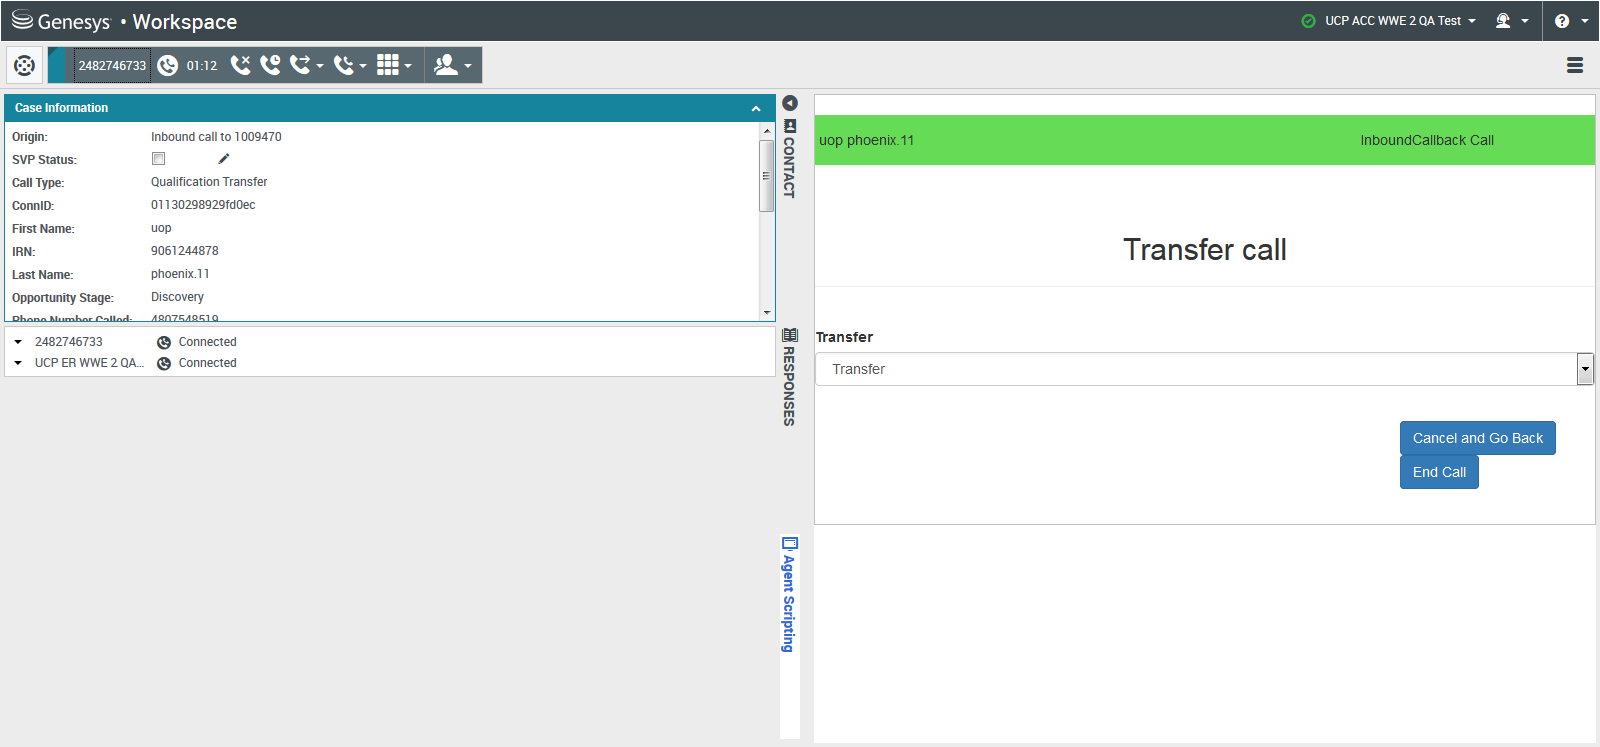 Genesys • Workspace
UCP ACC WWE 2 QA Test
2482746733
01:12
Case Information
Origin: Inbound call to 1009470
SVP Status:
Call Type: Qualification Transfer
ConnID: 01130298929fd0ec
First Name: uop
IRN: 9061244878
Last Name: phoenix.11
Opportunity Stage: Discovery
Phone Number Called: 4807548519
2482746733 Connected
UCP ER WWE 2 QA... Connected
CONTACT
RESPONSES
Agent Scripting
uop phoenix.11 InboundCallback Call
Transfer call
Transfer
Transfer
Cancel and Go Back
End Call